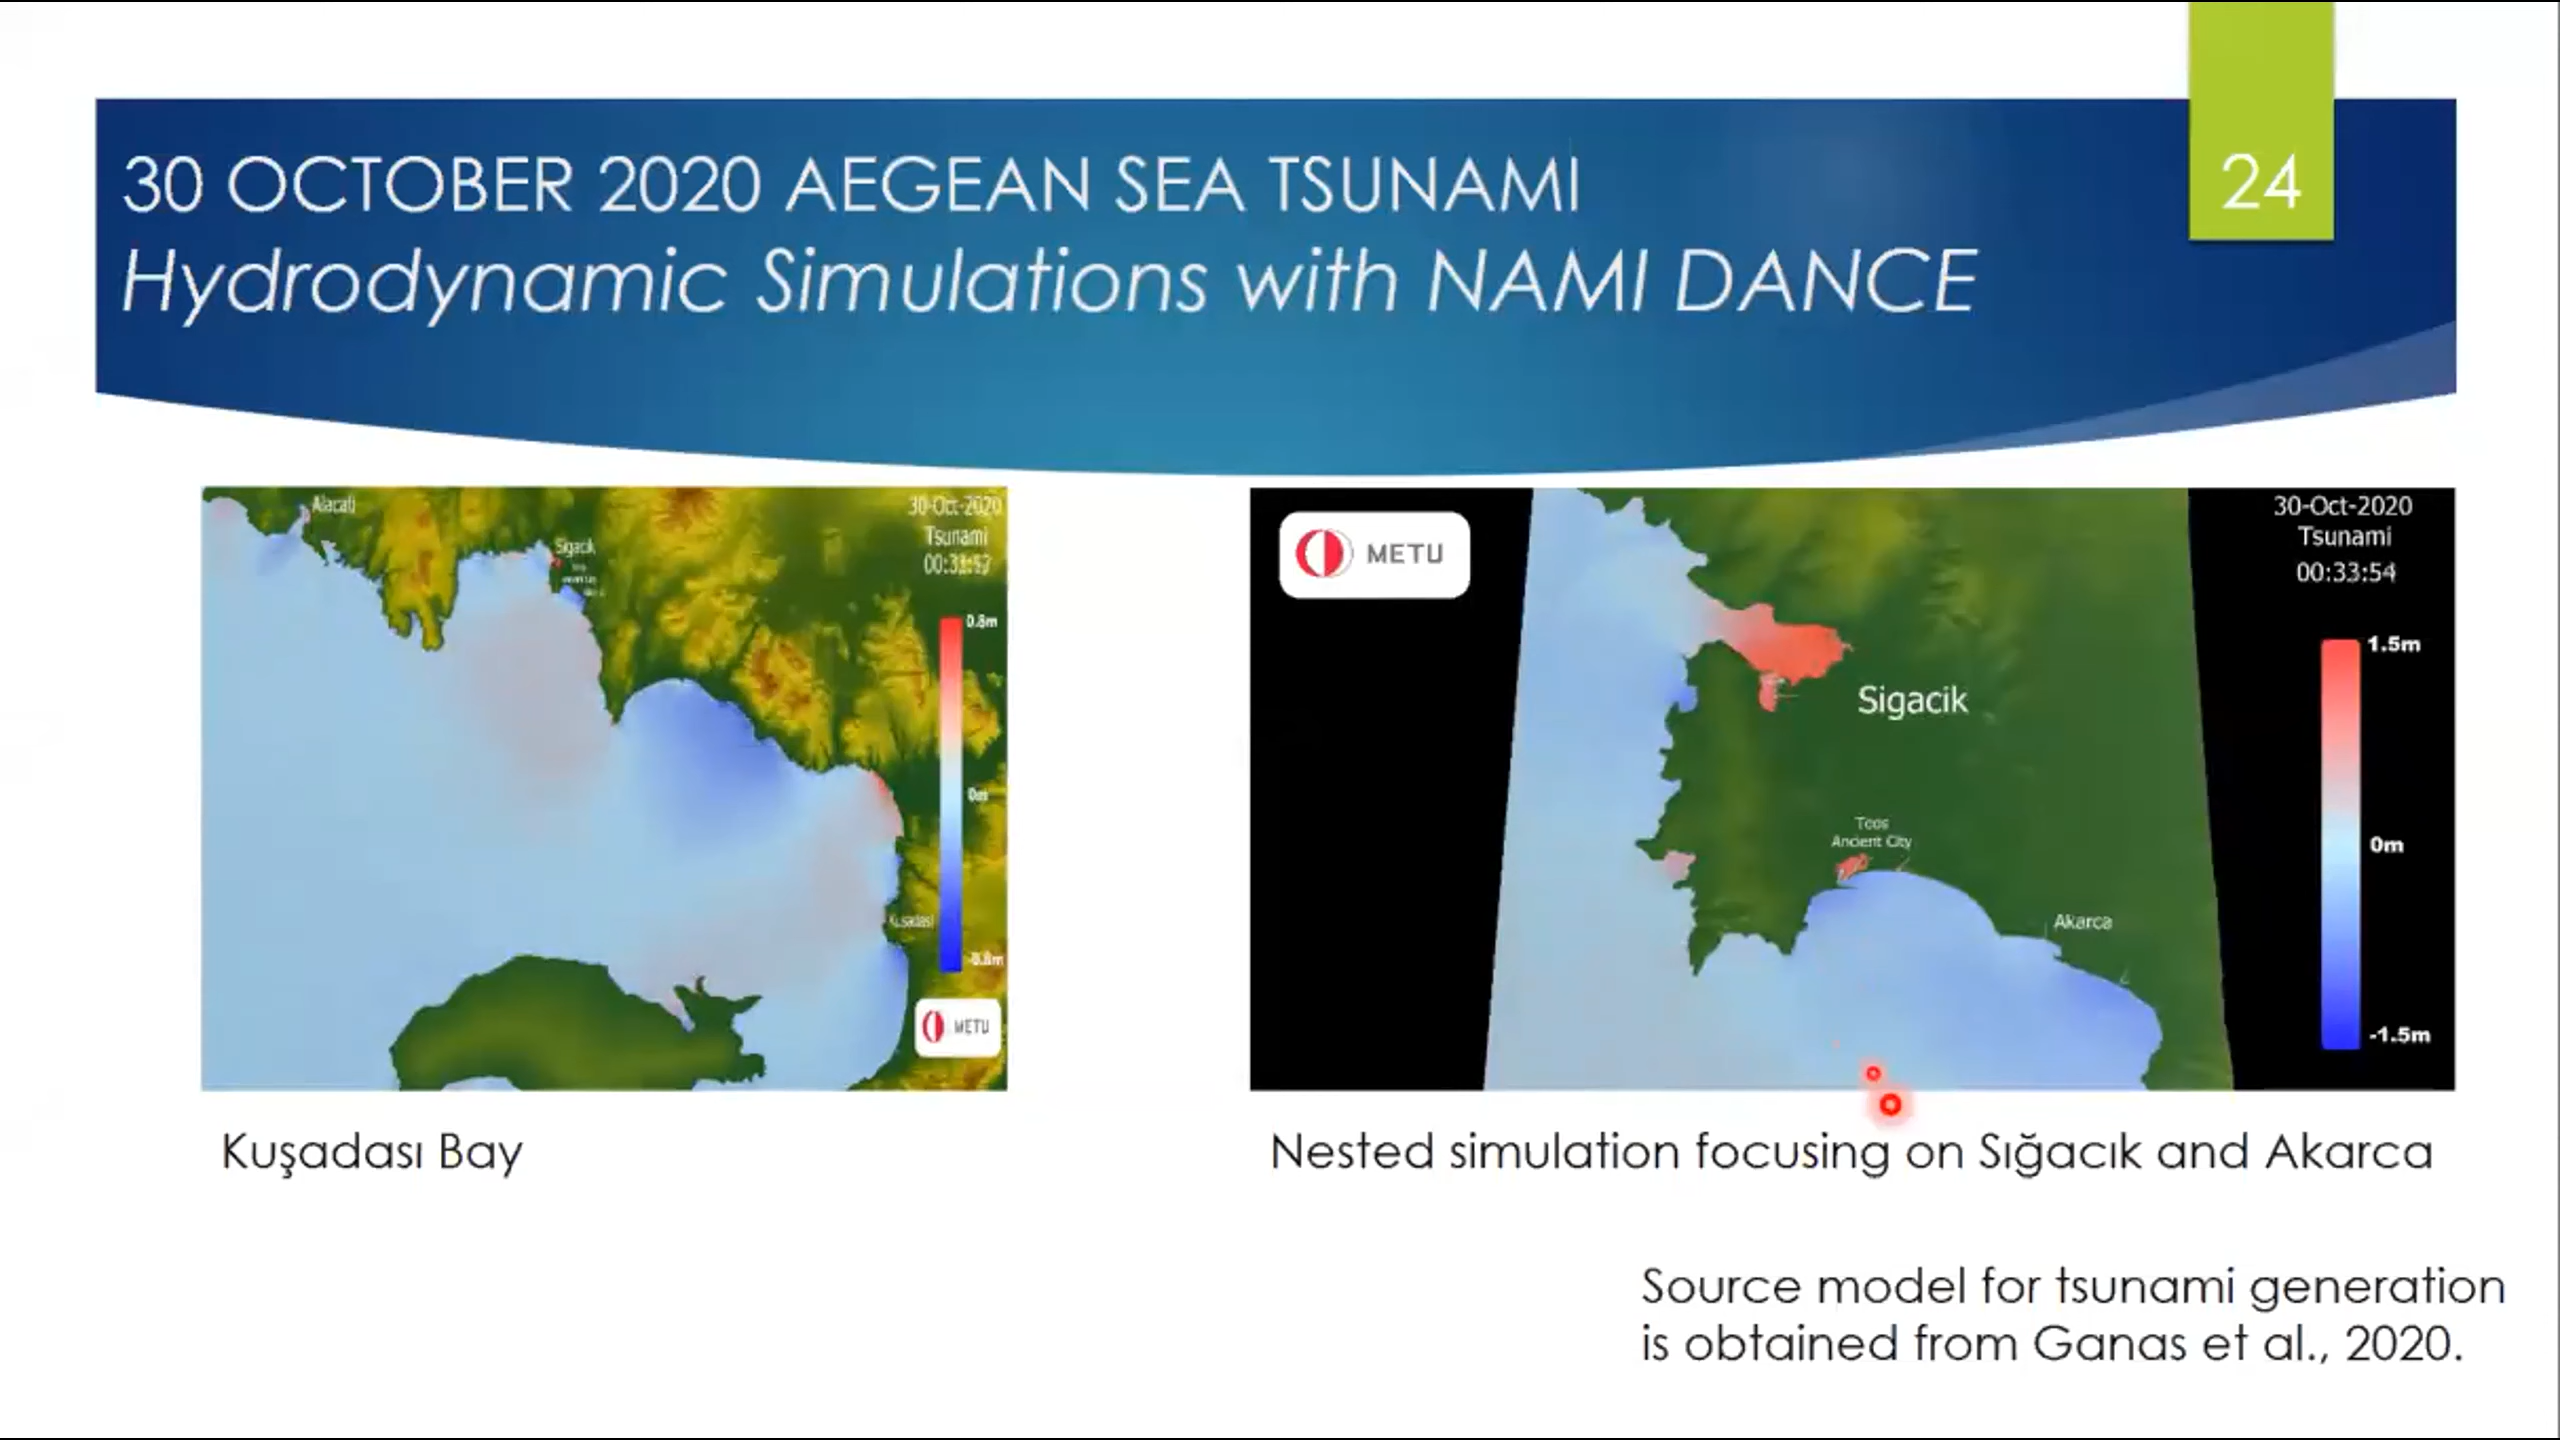 30 OCTOBER 2020 AEGEAN SEA TSUNAMI
24
Hydrodynamic Simulations with NAMI DANCE
Alacati
Sigacik
30-Oct-2020
Tsunami
0.8m
0m
Kusadasi
-0.8m
METU
METU
30-Oct-2020
Tsunami
00:33:54
1.5m
0m
-1.5m
Sigacik
Teos
Ancient City
Akarca
Kuşadası Bay
Nested simulation focusing on Sığacık and Akarca
Source model for tsunami generation
is obtained from Ganas et al., 2020.